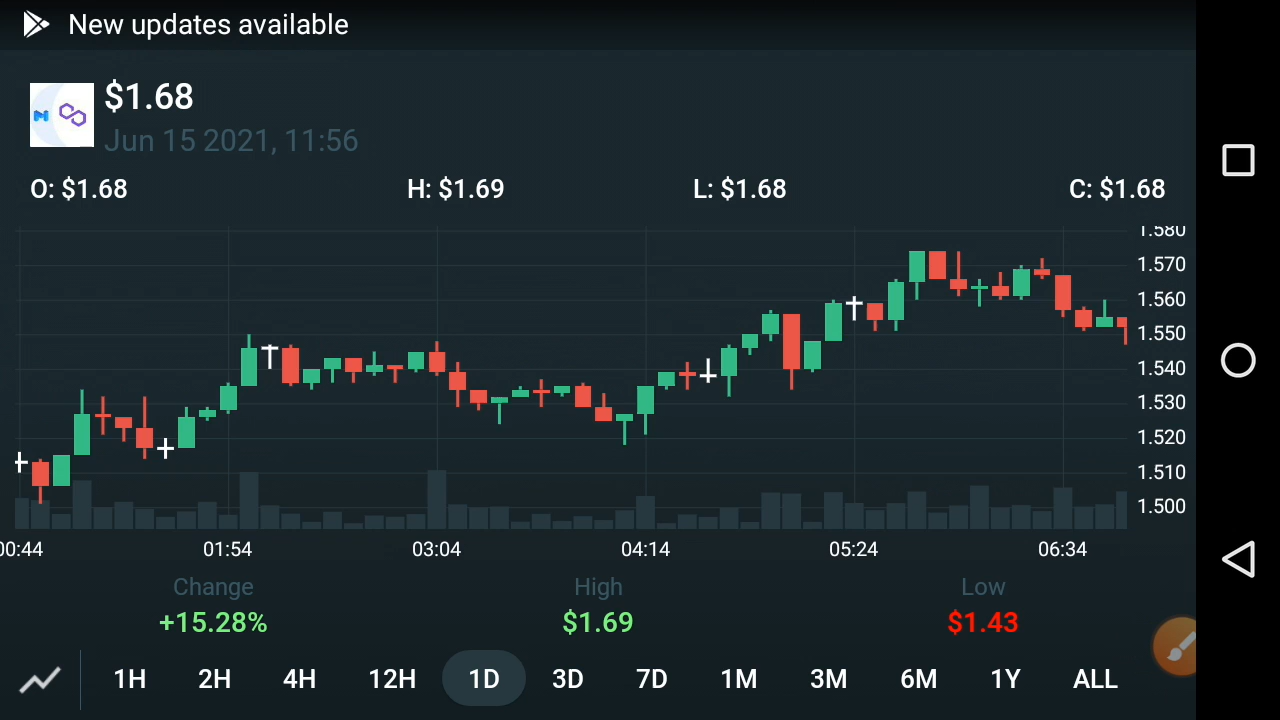 New updates available
$1.68
Jun 15 2021, 11:56
O: $1.68 H: $1.69 L: $1.68 C: $1.68
1.580
1.570
1.560
1.550
1.540
1.530
1.520
1.510
1.500
00:44 01:54 03:04 04:14 05:24 06:34
Change High Low
+15.28% $1.69 $1.43
1H 2H 4H 12H 1D 3D 7D 1M 3M 6M 1Y ALL